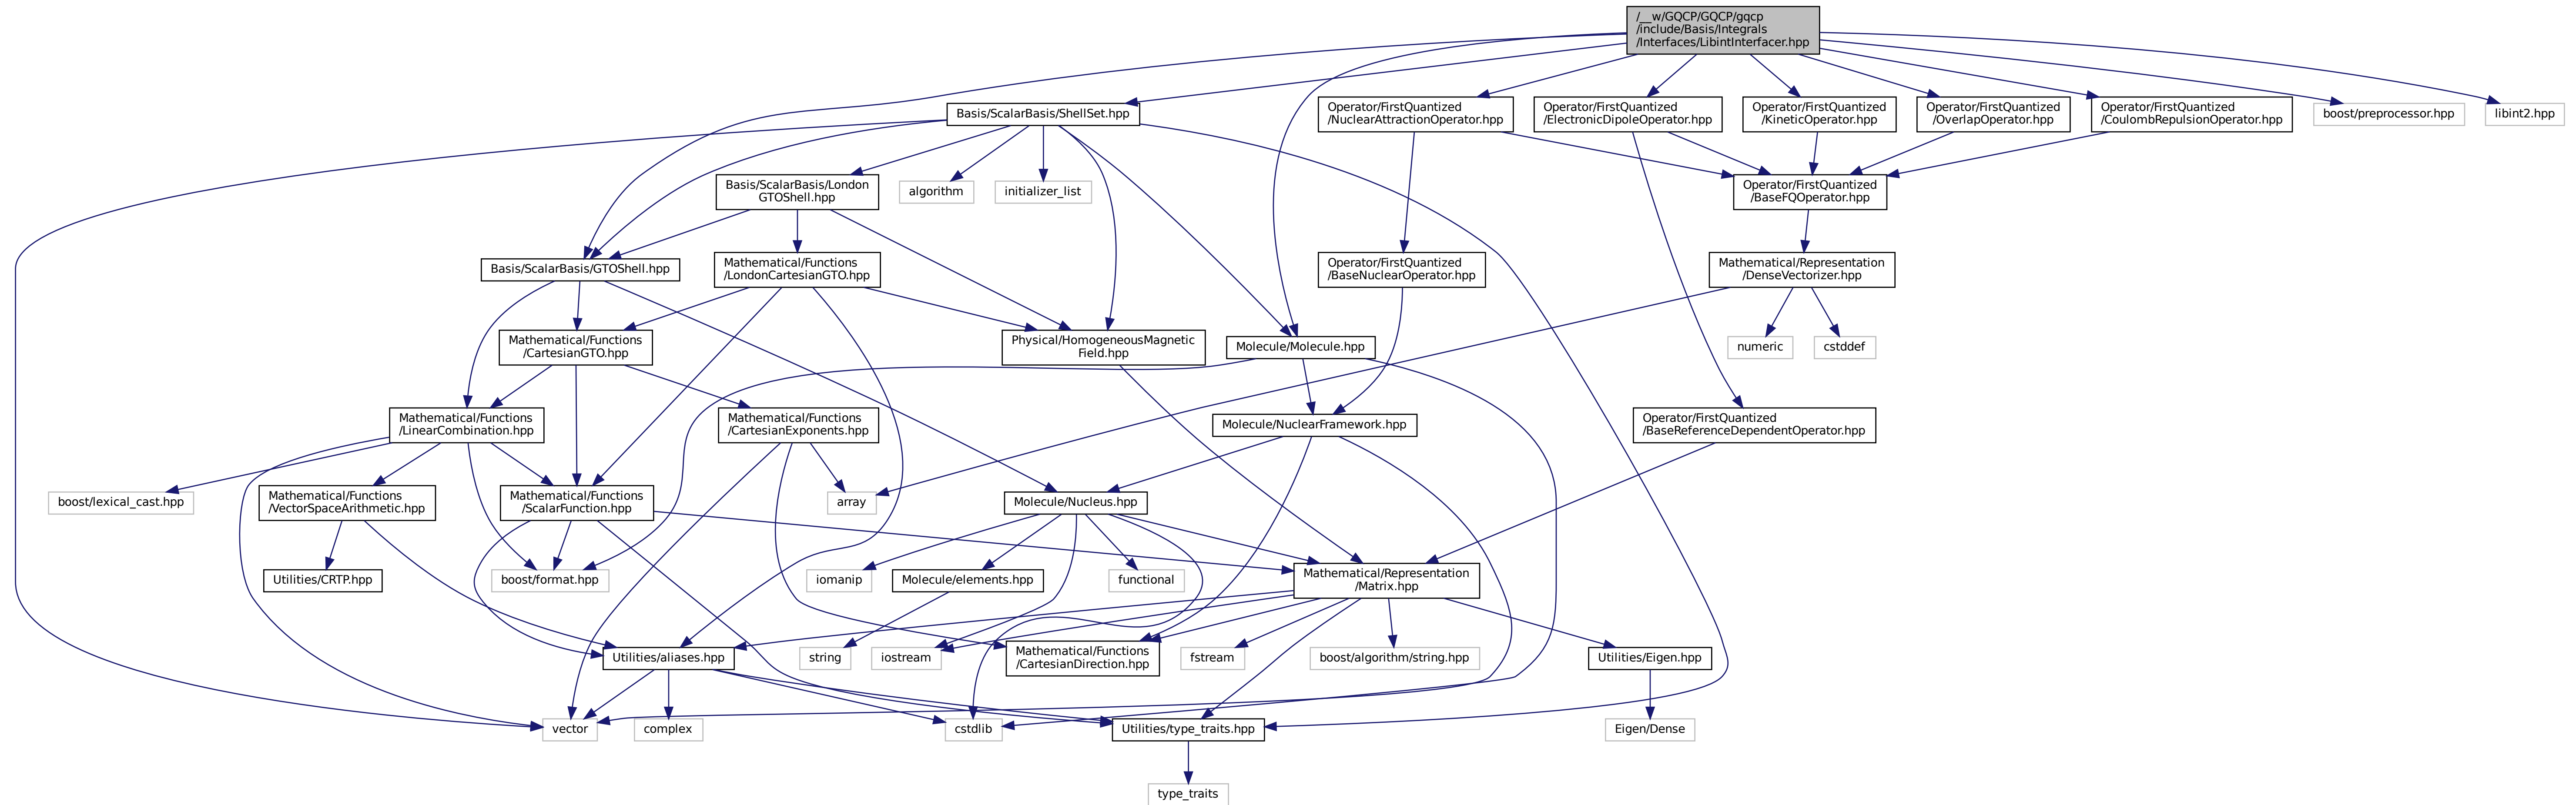 /__w/GQCP/GQCP/gqcp
/include/Basis/Integrals
/Interfaces/LibintInterfacer.hpp
Basis/ScalarBasis/ShellSet.hpp
Operator/FirstQuantized
/NuclearAttractionOperator.hpp
Operator/FirstQuantized
/ElectronicDipoleOperator.hpp
Operator/FirstQuantized
/KineticOperator.hpp
Operator/FirstQuantized
/OverlapOperator.hpp
Operator/FirstQuantized
/CoulombRepulsionOperator.hpp
boost/preprocessor.hpp
libint2.hpp
Basis/ScalarBasis/London
GTOShell.hpp
algorithm
initializer_list
Operator/FirstQuantized
/BaseFQOperator.hpp
Basis/ScalarBasis/GTOShell.hpp
Mathematical/Functions
/LondonCartesianGTO.hpp
Operator/FirstQuantized
/BaseNuclearOperator.hpp
Mathematical/Representation
/DenseVectorizer.hpp
Mathematical/Functions
/CartesianGTO.hpp
Physical/HomogeneousMagnetic
Field.hpp
Molecule/Molecule.hpp
numeric
cstddef
Mathematical/Functions
/LinearCombination.hpp
Mathematical/Functions
/CartesianExponents.hpp
Molecule/NuclearFramework.hpp
Operator/FirstQuantized
/BaseReferenceDependentOperator.hpp
boost/lexical_cast.hpp
Mathematical/Functions
/VectorSpaceArithmetic.hpp
Mathematical/Functions
/ScalarFunction.hpp
array
Molecule/Nucleus.hpp
Utilities/CRTP.hpp
boost/format.hpp
iomanip
Molecule/elements.hpp
functional
Mathematical/Representation
/Matrix.hpp
Utilities/aliases.hpp
string
iostream
Mathematical/Functions
/CartesianDirection.hpp
fstream
boost/algorithm/string.hpp
Utilities/Eigen.hpp
vector
complex
cstdlib
Utilities/type_traits.hpp
Eigen/Dense
type_traits